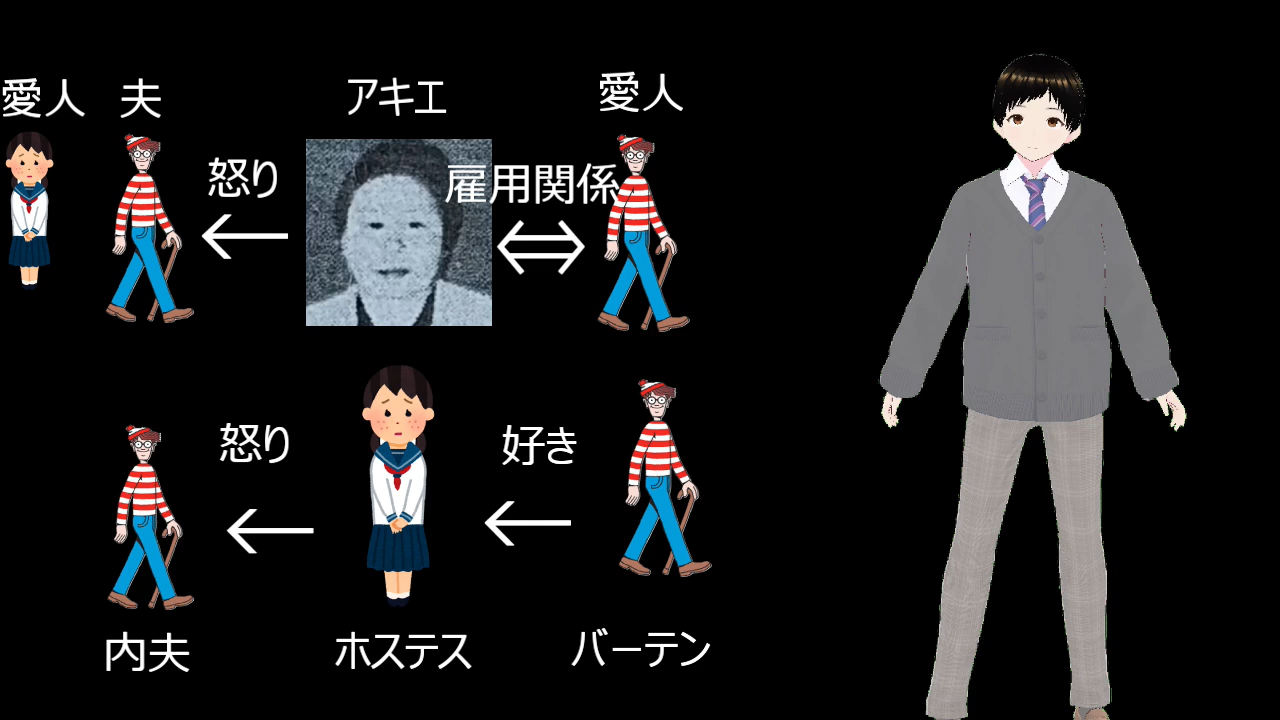 愛人
夫
アキエ
愛人
怒り
雇用関係
怒り
好き
内夫
ホステス
バーテン